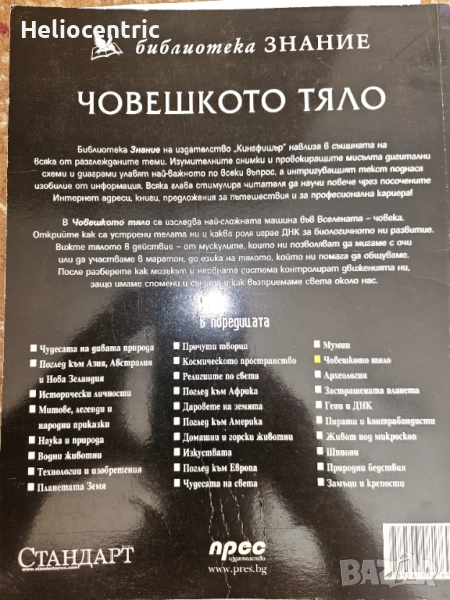 Heliocentric
библиотека ЗНАНИЕ
ЧОВЕШКОТО ТЯЛО
Библиотека Знание на издателство „Кингфишър" навлиза в същината на
всяка от разглежданите теми. Изумителните снимки и провокиращите мисълта дигитални
схеми и диаграми улавят най-важното по всеки въпрос, а интригуващият текст поднася
изобилие от информация. Всяка глава стимулира читателя да научи повече чрез посочените
Интернет адреси, книги, предложения за пътешествия и за професионална кариера!
В Човешкото тяло се изследва най-сложната машина във Вселената – човека.
Открийте как са устроени телата ни и каква роля играе ДНК за биологичното ни развитие.
Вижте тялото в действие – от мускулите, които ни позволяват да мигаме с очи
или да участваме в маратон, до езика на тялото, който ни помага да общуваме.
После разберете как мозъкът и нервната система контролират движенията ни,
защо имаме спомени и сънища и как възприемаме света около нас.
в поредицата
Чудесата на дивата природа
Поглед към Азия, Австралия
и Нова Зеландия
Исторически личности
Митове, легенди и
народни приказки
Наука и природа
Водни животни
Технологии и изобретения
Планетата Земя
Прочути творци
Космическото пространство
Религиите по света
Поглед към Африка
Даровете на земята
Поглед към Америка
Домашни и горски животни
Изкуствата
Поглед към Европа
Чудесата на света
Мумии
Човешкото тяло
Археология
Застрашената планета
Гени и ДНК
Пирати и контрабандисти
Живот под микроскоп
Шпиони
Природни бедствия
Замъци и крепости
СТАНДАРТ
www.standartnews.com
прес
издателство
www.pres.bg
bazar.bg